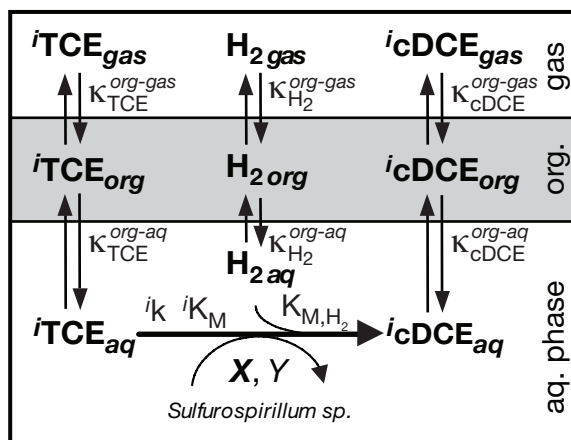 ⁱTCE_gas H₂ gas ⁱcDCE_gas gas
κ_TCE^org-gas κ_H₂^org-gas κ_cDCE^org-gas
ⁱTCE_org H₂ org ⁱcDCE_org org.
κ_TCE^org-aq κ_H₂^org-aq κ_cDCE^org-aq
H₂ aq
ⁱk ⁱK_M K_M,H₂
ⁱTCE_aq ⁱcDCE_aq aq. phase
X, Y
Sulfurospirillum sp.